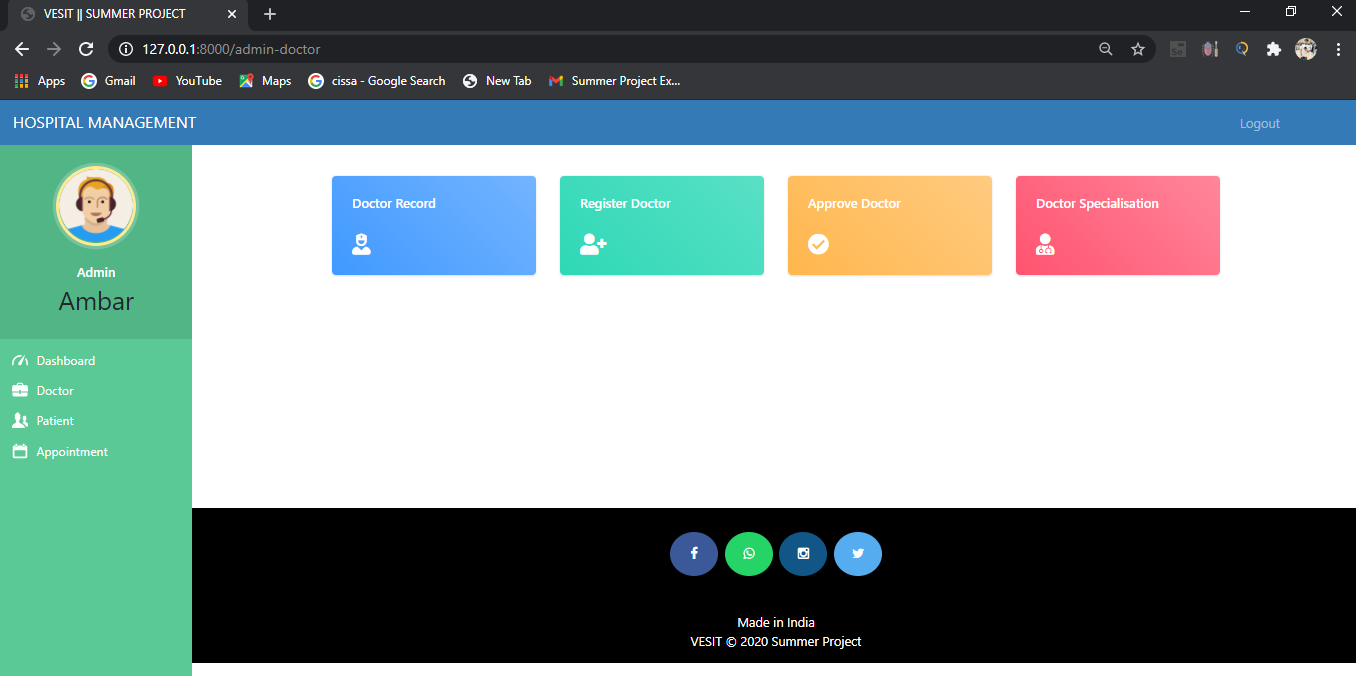 VESIT || SUMMER PROJECT
127.0.0.1:8000/admin-doctor
Apps Gmail YouTube Maps cissa - Google Search New Tab Summer Project Ex...
HOSPITAL MANAGEMENT Logout
Admin
Ambar
Dashboard
Doctor
Patient
Appointment
Doctor Record Register Doctor Approve Doctor Doctor Specialisation
Made in India
VESIT © 2020 Summer Project